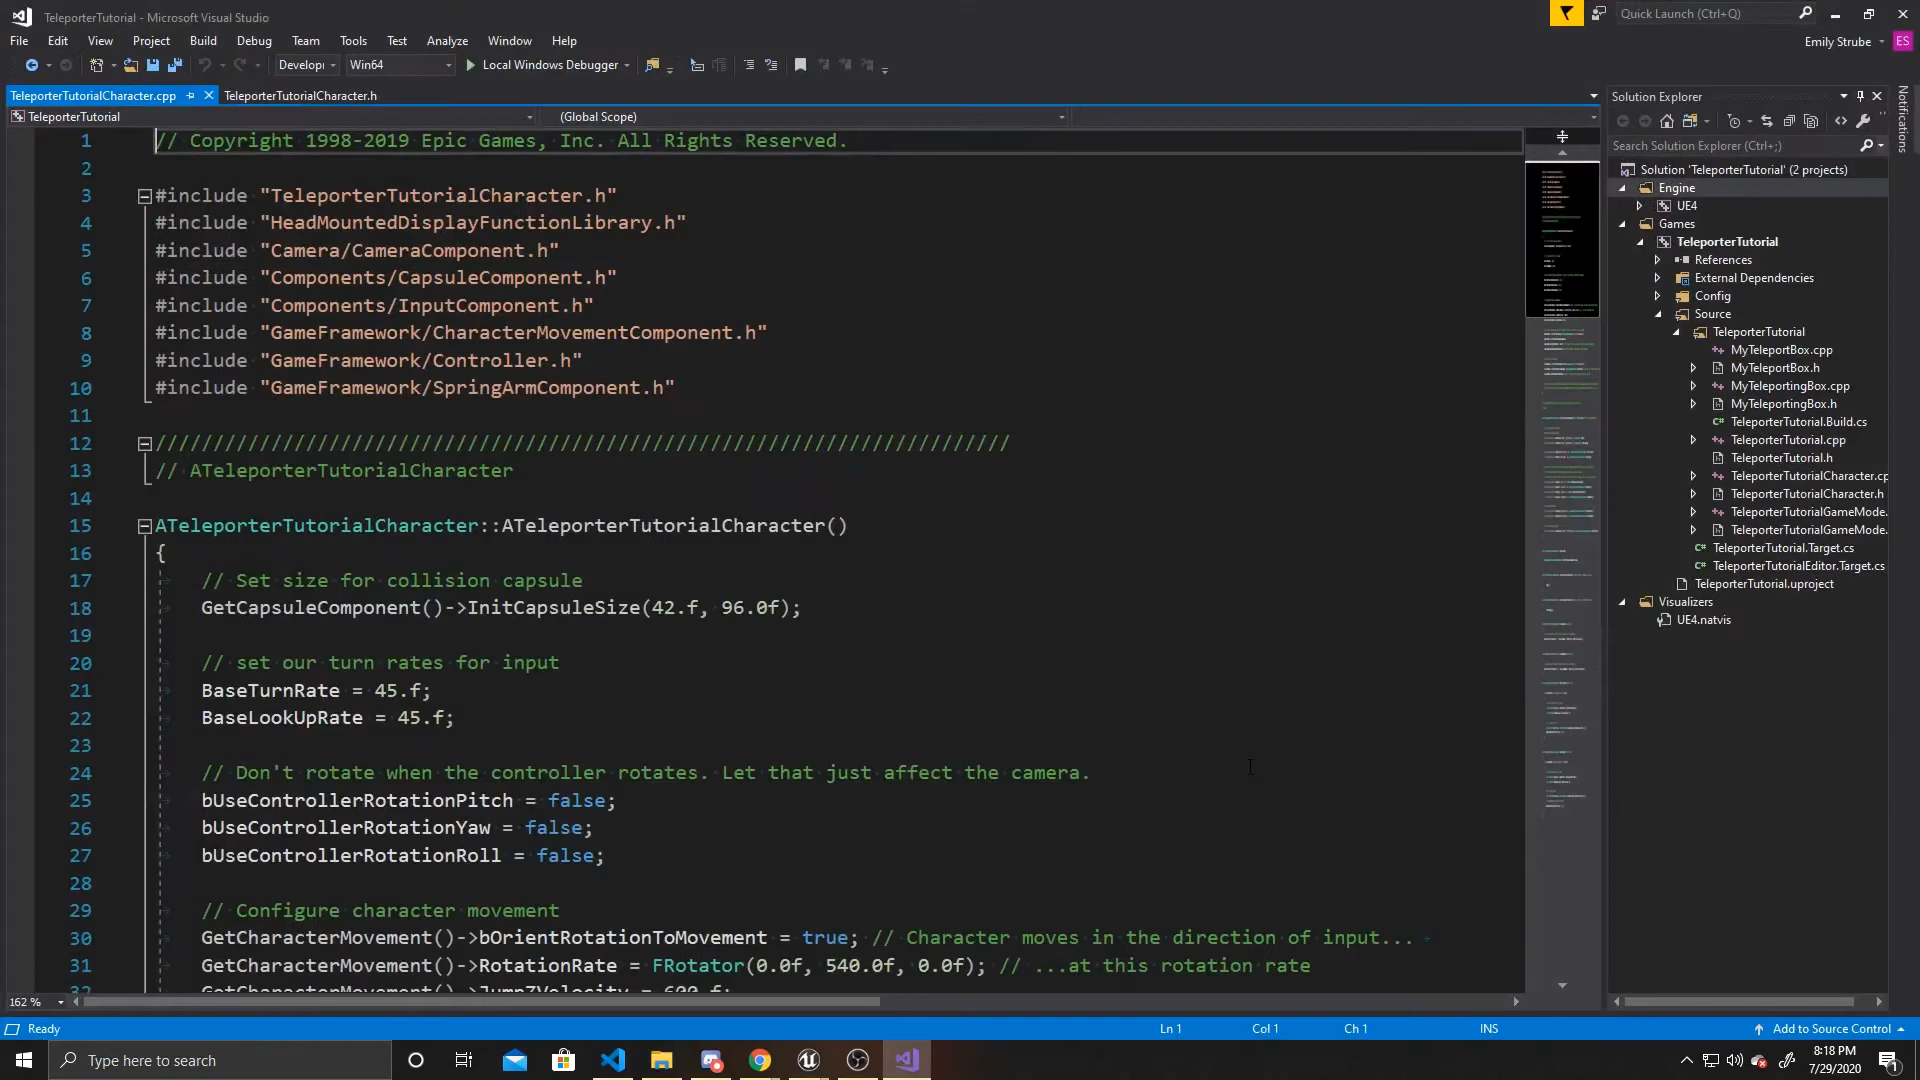 TeleporterTutorial - Microsoft Visual Studio
Quick Launch (Ctrl+Q)
File Edit View Project Build Debug Team Tools Test Analyze Window Help
Emily Strube ES
Develop Win64 Local Windows Debugger
TeleporterTutorialCharacter.cpp TeleporterTutorialCharacter.h
TeleporterTutorial (Global Scope)
1 // Copyright 1998-2019 Epic Games, Inc. All Rights Reserved.
2
3 #include "TeleporterTutorialCharacter.h"
4 #include "HeadMountedDisplayFunctionLibrary.h"
5 #include "Camera/CameraComponent.h"
6 #include "Components/CapsuleComponent.h"
7 #include "Components/InputComponent.h"
8 #include "GameFramework/CharacterMovementComponent.h"
9 #include "GameFramework/Controller.h"
10 #include "GameFramework/SpringArmComponent.h"
11
12 //////////////////////////////////////////////////////////////////////////
13 // ATeleporterTutorialCharacter
14
15 ATeleporterTutorialCharacter::ATeleporterTutorialCharacter()
16 {
17 // Set size for collision capsule
18 GetCapsuleComponent()->InitCapsuleSize(42.f, 96.0f);
19
20 // set our turn rates for input
21 BaseTurnRate = 45.f;
22 BaseLookUpRate = 45.f;
23
24 // Don't rotate when the controller rotates. Let that just affect the camera.
25 bUseControllerRotationPitch = false;
26 bUseControllerRotationYaw = false;
27 bUseControllerRotationRoll = false;
28
29 // Configure character movement
30 GetCharacterMovement()->bOrientRotationToMovement = true; // Character moves in the direction of input...
31 GetCharacterMovement()->RotationRate = FRotator(0.0f, 540.0f, 0.0f); // ...at this rotation rate
32 GetCharacterMovement()->JumpZVelocity = 600.f;
162 %
Solution Explorer
Notifications
Search Solution Explorer (Ctrl+;)
Solution 'TeleporterTutorial' (2 projects)
Engine
UE4
Games
TeleporterTutorial
References
External Dependencies
Config
Source
TeleporterTutorial
MyTeleportBox.cpp
MyTeleportBox.h
MyTeleportingBox.cpp
MyTeleportingBox.h
TeleporterTutorial.Build.cs
TeleporterTutorial.cpp
TeleporterTutorial.h
TeleporterTutorialCharacter.cp
TeleporterTutorialCharacter.h
TeleporterTutorialGameMode.
TeleporterTutorialGameMode.
TeleporterTutorial.Target.cs
TeleporterTutorialEditor.Target.cs
TeleporterTutorial.uproject
Visualizers
UE4.natvis
Ready Ln 1 Col 1 Ch 1 INS Add to Source Control
Type here to search
8:18 PM
7/29/2020
1